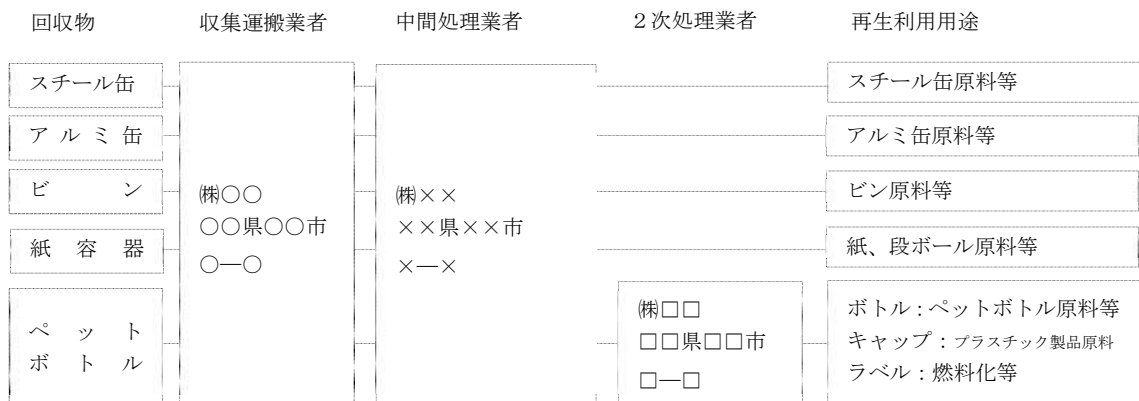 回収物 収集運搬業者 中間処理業者 2次処理業者 再生利用用途
スチール缶
アルミ缶
ビン
紙容器
ペット
ボトル
㈱○○
○○県○○市
○―○
㈱××
××県××市
×―×
㈱□□
□□県□□市
□―□
スチール缶原料等
アルミ缶原料等
ビン原料等
紙、段ボール原料等
ボトル：ペットボトル原料等
キャップ：プラスチック製品原料
ラベル：燃料化等